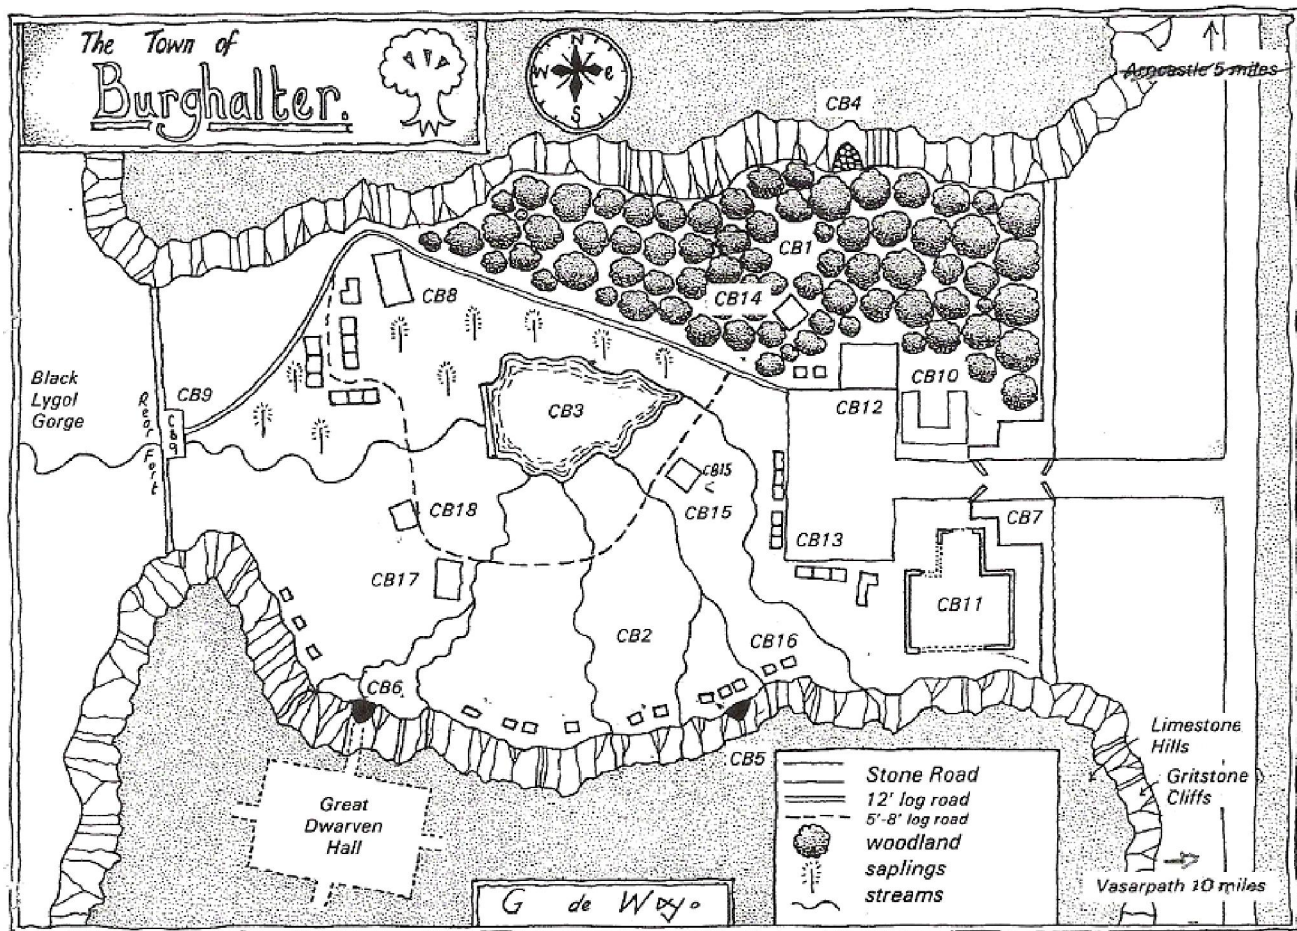 The Town of
Burghalter.
N
W e
S
Arncastle 5 miles
CB4
CB1
CB14
CB8
Black
Lygol
Gorge
CB9
Rear Fort
CB9
CB3
CB10
CB12
CB15
CB15
CB18
CB7
CB13
CB17
CB11
CB2
CB16
CB6
CB5
Limestone
Hills
Gritstone
Cliffs
Great
Dwarven
Hall
Stone Road
12' log road
5'-8' log road
woodland
saplings
streams
Vasarpath 10 miles
G de W